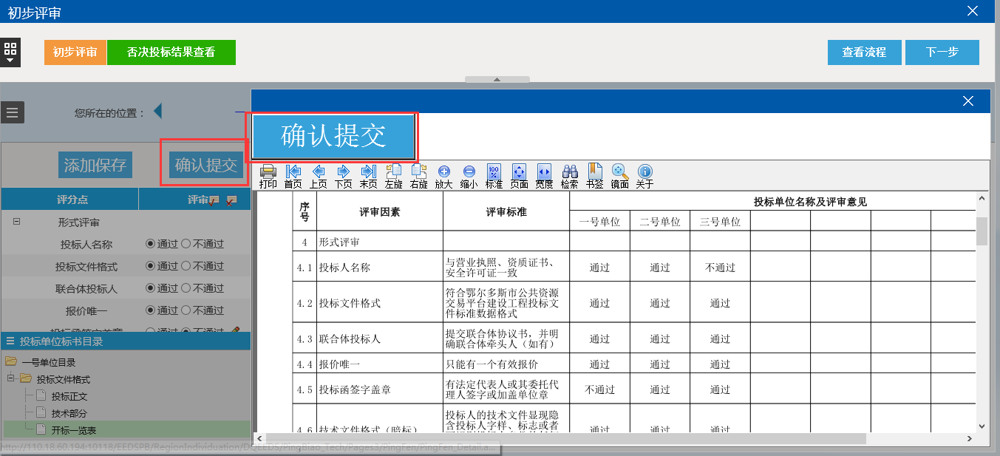 初步评审
初步评审 否决投标结果查看 查看流程 下一步
您所在的位置：
添加保存 确认提交
评分点 评审
形式评审
投标人名称 通过 不通过
投标文件格式 通过 不通过
联合体投标人 通过 不通过
报价唯一 通过 不通过
投标函签字盖章 通过 不通过
投标单位标书目录
一号单位目录
投标文件格式
投标正文
技术部分
开标一览表
确认提交
打印 首页 上页 下页 末页 左旋 右旋 放大 缩小 标准 页面 宽度 检索 书签 镜面 关于
序号 评审因素 评审标准 投标单位名称及评审意见
一号单位 二号单位 三号单位
4 形式评审
4.1 投标人名称 与营业执照、资质证书、
安全许可证一致 通过 通过 不通过
4.2 投标文件格式 符合鄂尔多斯市公共资源
交易平台建设工程投标文
件标准数据格式 通过 通过 通过
4.3 联合体投标人 提交联合体协议书，并明
确联合体牵头人（如有） 通过 通过 通过
4.4 报价唯一 只能有一个有效报价 通过 通过 通过
4.5 投标函签字盖章 有法定代表人或其委托代
理人签字或加盖单位章 不通过 通过 通过
4.6 技术文件格式（暗标） 投标人的技术文件显现隐
含投标人字样、标志或者
通过 通过 通过
http://110.18.60.194:10118/EEDSPB/RegionIndividuation/DQEEDS/PingBiao_Tech/Pages3/PingFen/PingFen_Detail.a...